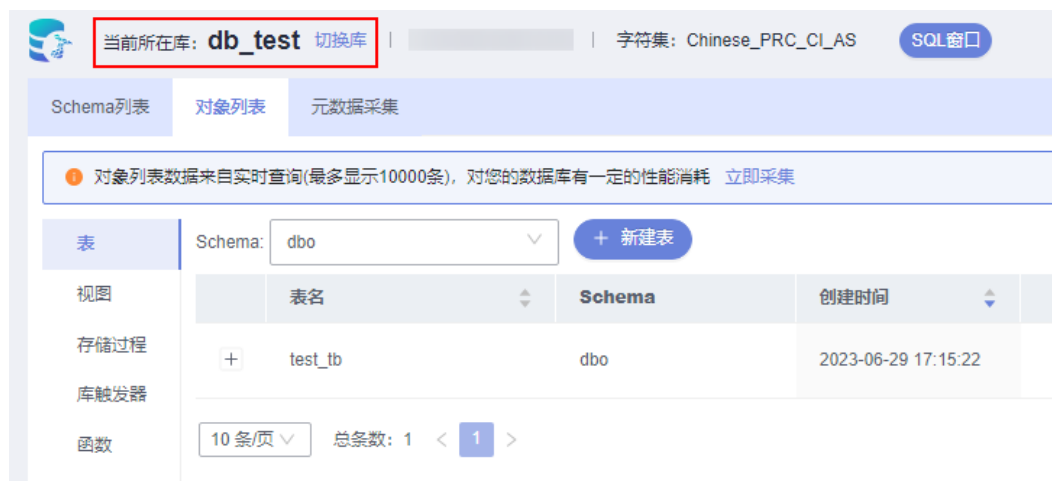 当前所在库: db_test 切换库 | | 字符集: Chinese_PRC_CI_AS SQL窗口
Schema列表 对象列表 元数据采集
对象列表数据来自实时查询(最多显示10000条), 对您的数据库有一定的性能消耗 立即采集
表 Schema: dbo + 新建表
视图 表名 Schema 创建时间
存储过程 + test_tb dbo 2023-06-29 17:15:22
库触发器
函数 10 条/页 总条数: 1 < 1 >